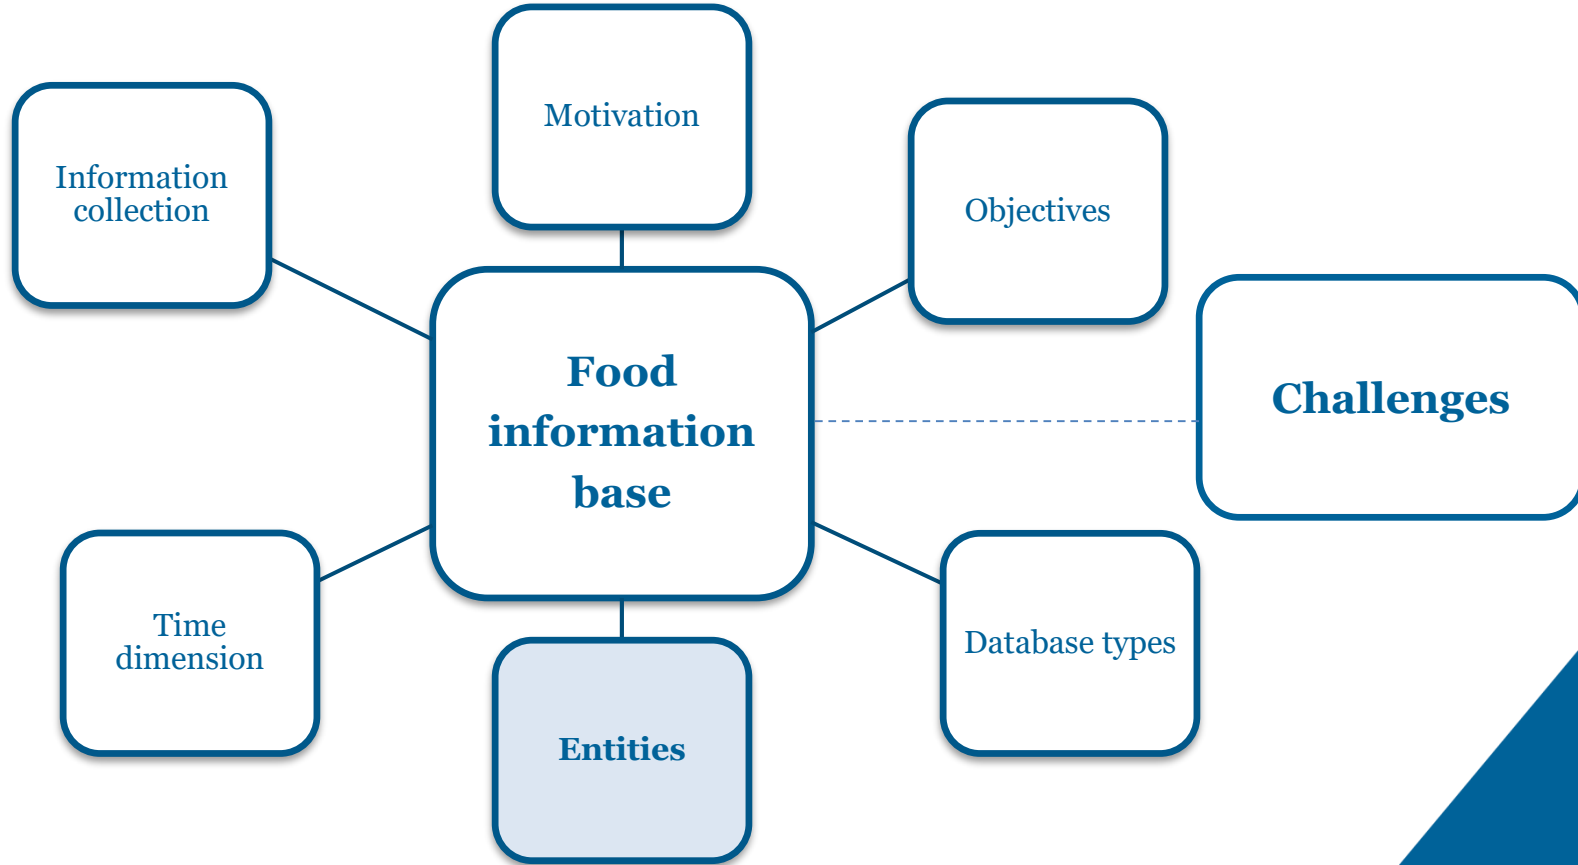 Motivation
Information
collection
Objectives
Food
information
base
Challenges
Time
dimension
Database types
Entities